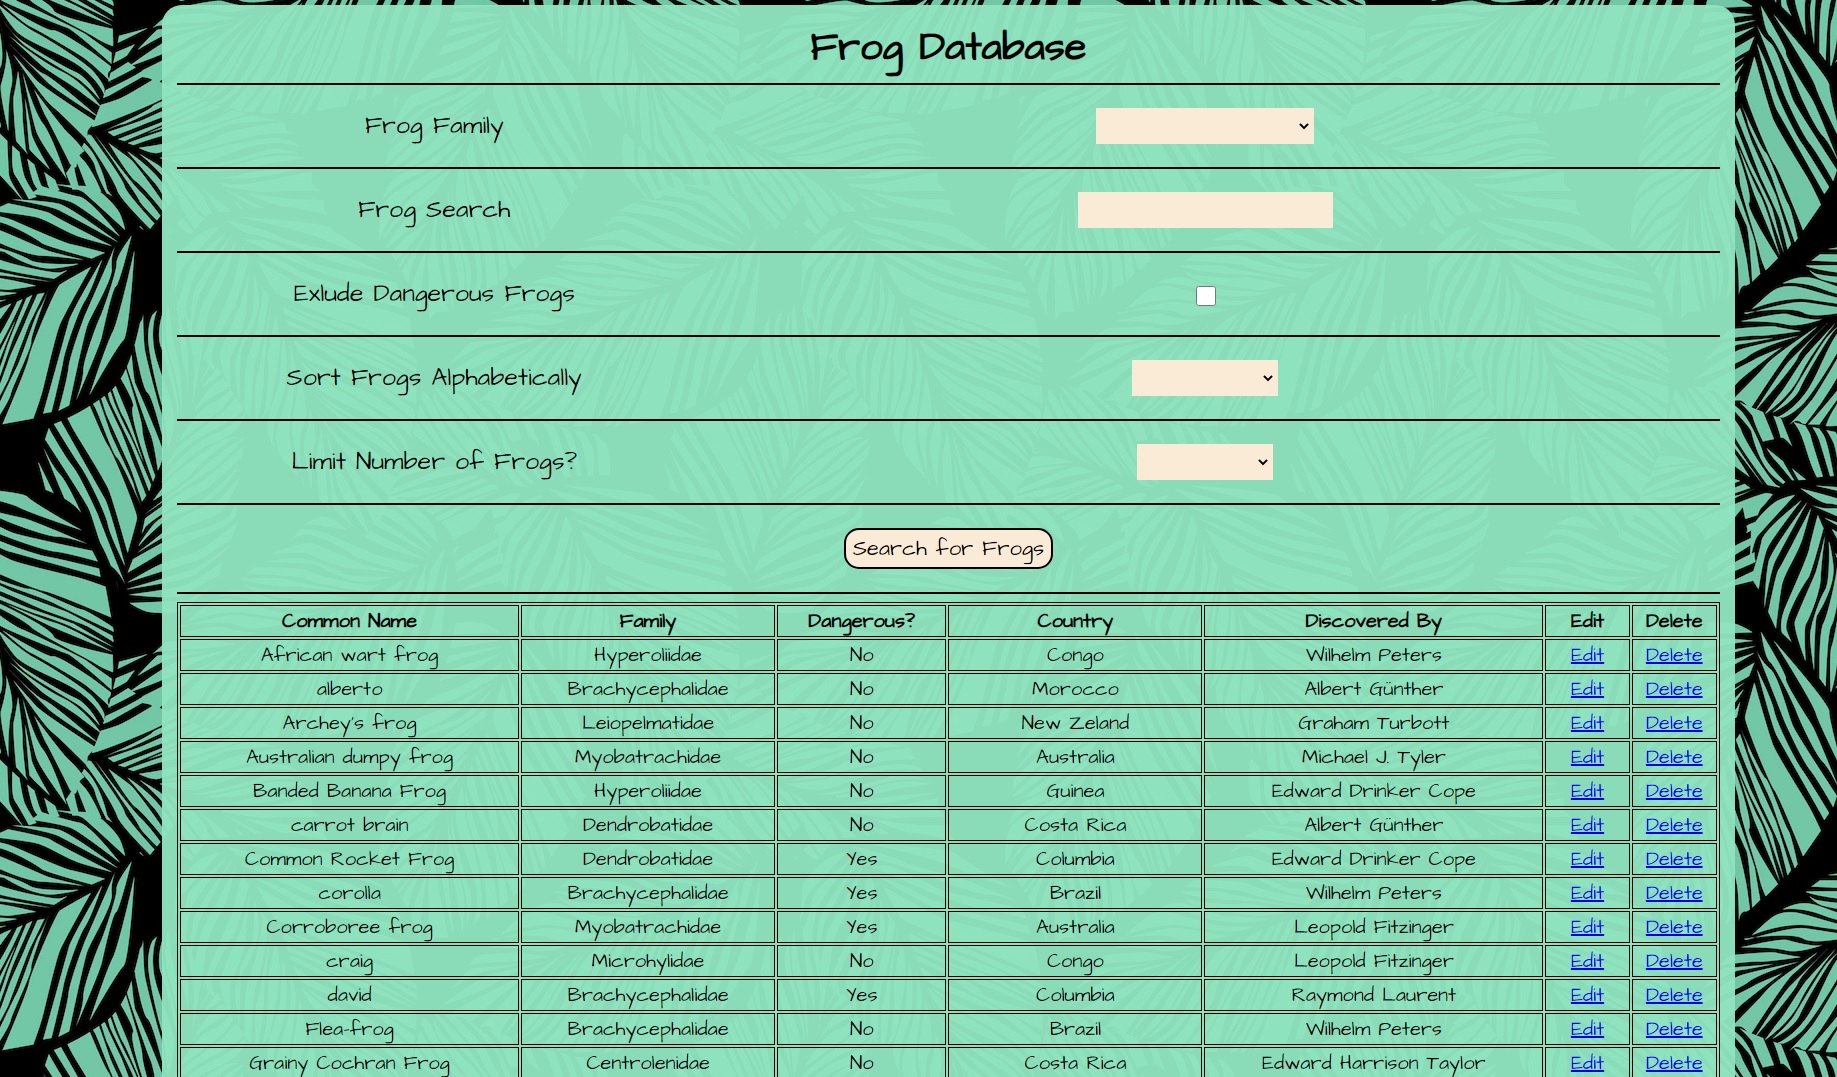 Frog Database
Frog Family
Frog Search
Exlude Dangerous Frogs
Sort Frogs Alphabetically
Limit Number of Frogs?
Search for Frogs
Common Name Family Dangerous? Country Discovered By Edit Delete
African wart frog Hyperoliidae No Congo Wilhelm Peters Edit Delete
alberto Brachycephalidae No Morocco Albert Günther Edit Delete
Archey's frog Leiopelmatidae No New Zeland Graham Turbott Edit Delete
Australian dumpy frog Myobatrachidae No Australia Michael J. Tyler Edit Delete
Banded Banana Frog Hyperoliidae No Guinea Edward Drinker Cope Edit Delete
carrot brain Dendrobatidae No Costa Rica Albert Günther Edit Delete
Common Rocket Frog Dendrobatidae Yes Columbia Edward Drinker Cope Edit Delete
corolla Brachycephalidae Yes Brazil Wilhelm Peters Edit Delete
Corroboree frog Myobatrachidae Yes Australia Leopold Fitzinger Edit Delete
craig Microhylidae No Congo Leopold Fitzinger Edit Delete
david Brachycephalidae Yes Columbia Raymond Laurent Edit Delete
Flea-frog Brachycephalidae No Brazil Wilhelm Peters Edit Delete
Grainy Cochran Frog Centrolenidae No Costa Rica Edward Harrison Taylor Edit Delete